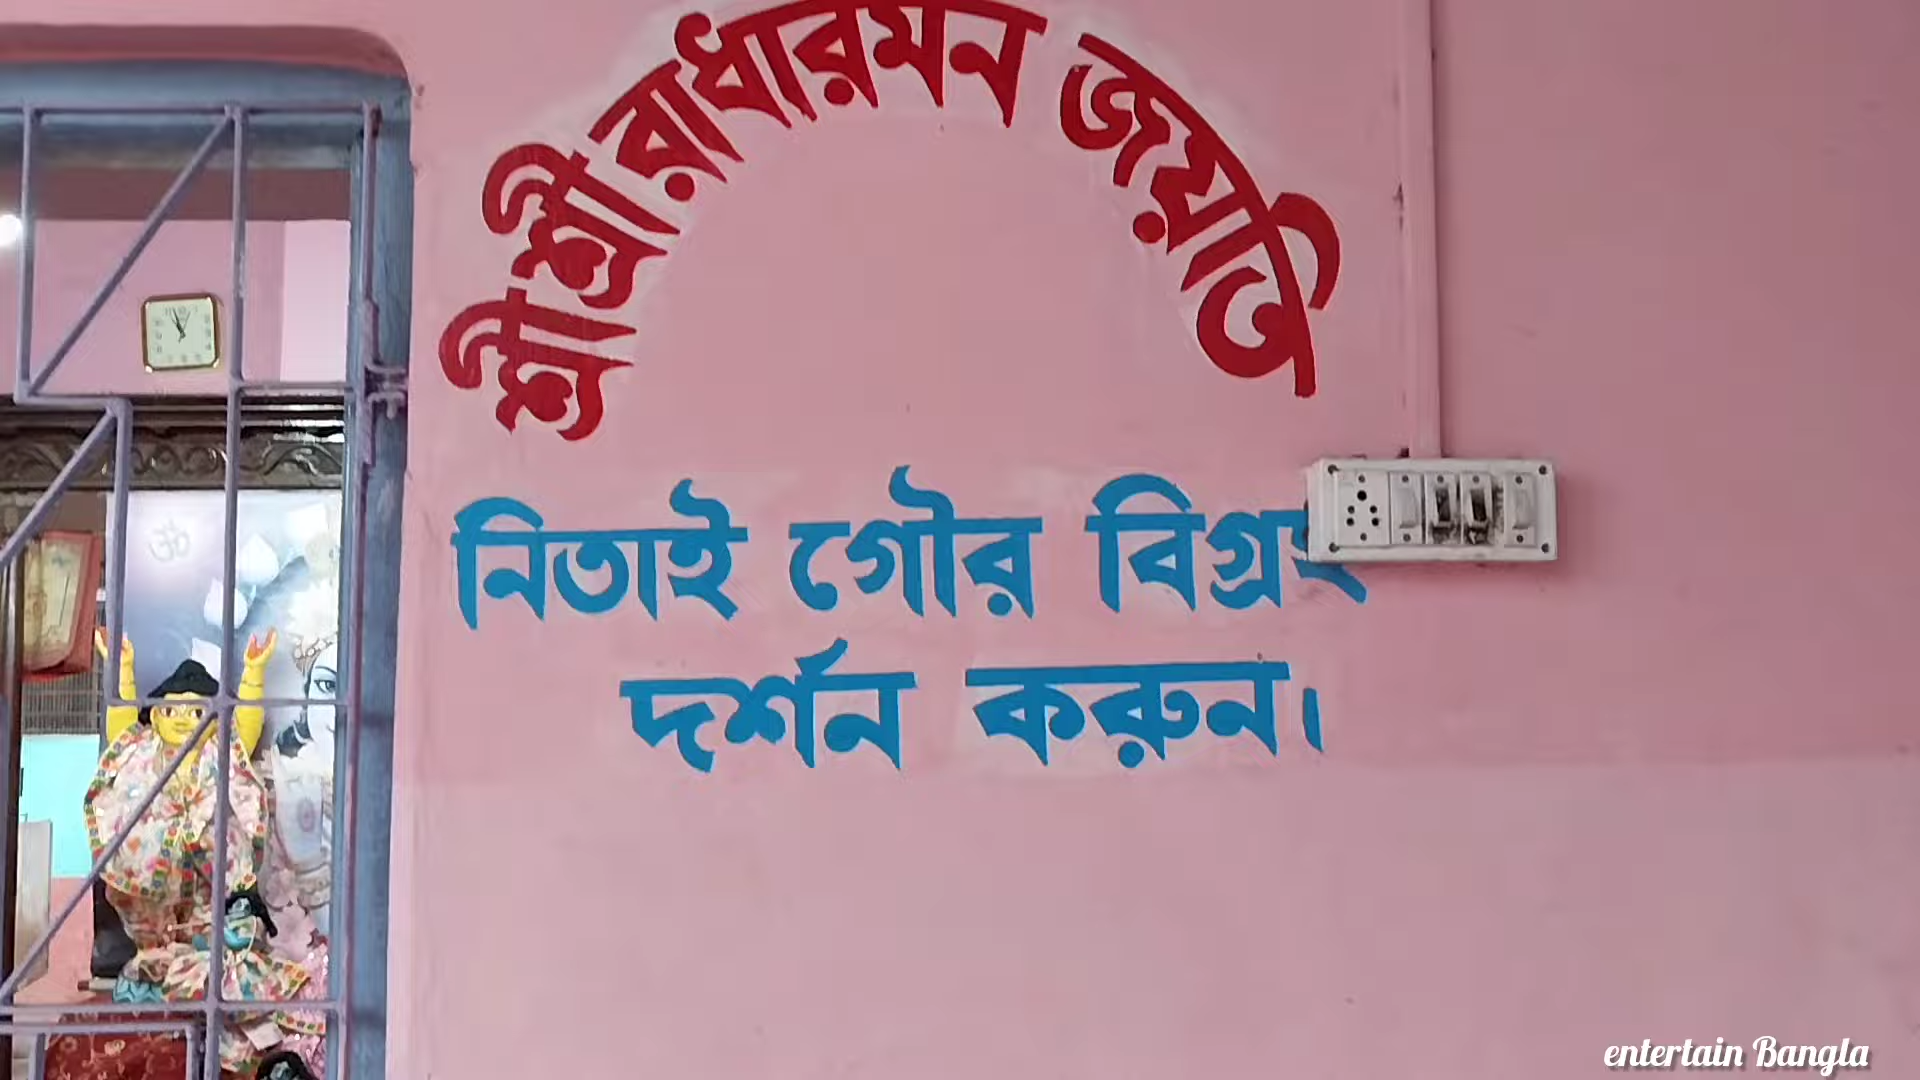 শ্রীশ্রী রাধারমন জয়তি
নিতাই গৌর বিগ্রহ
দর্শন করুন।
ॐ
entertain Bangla